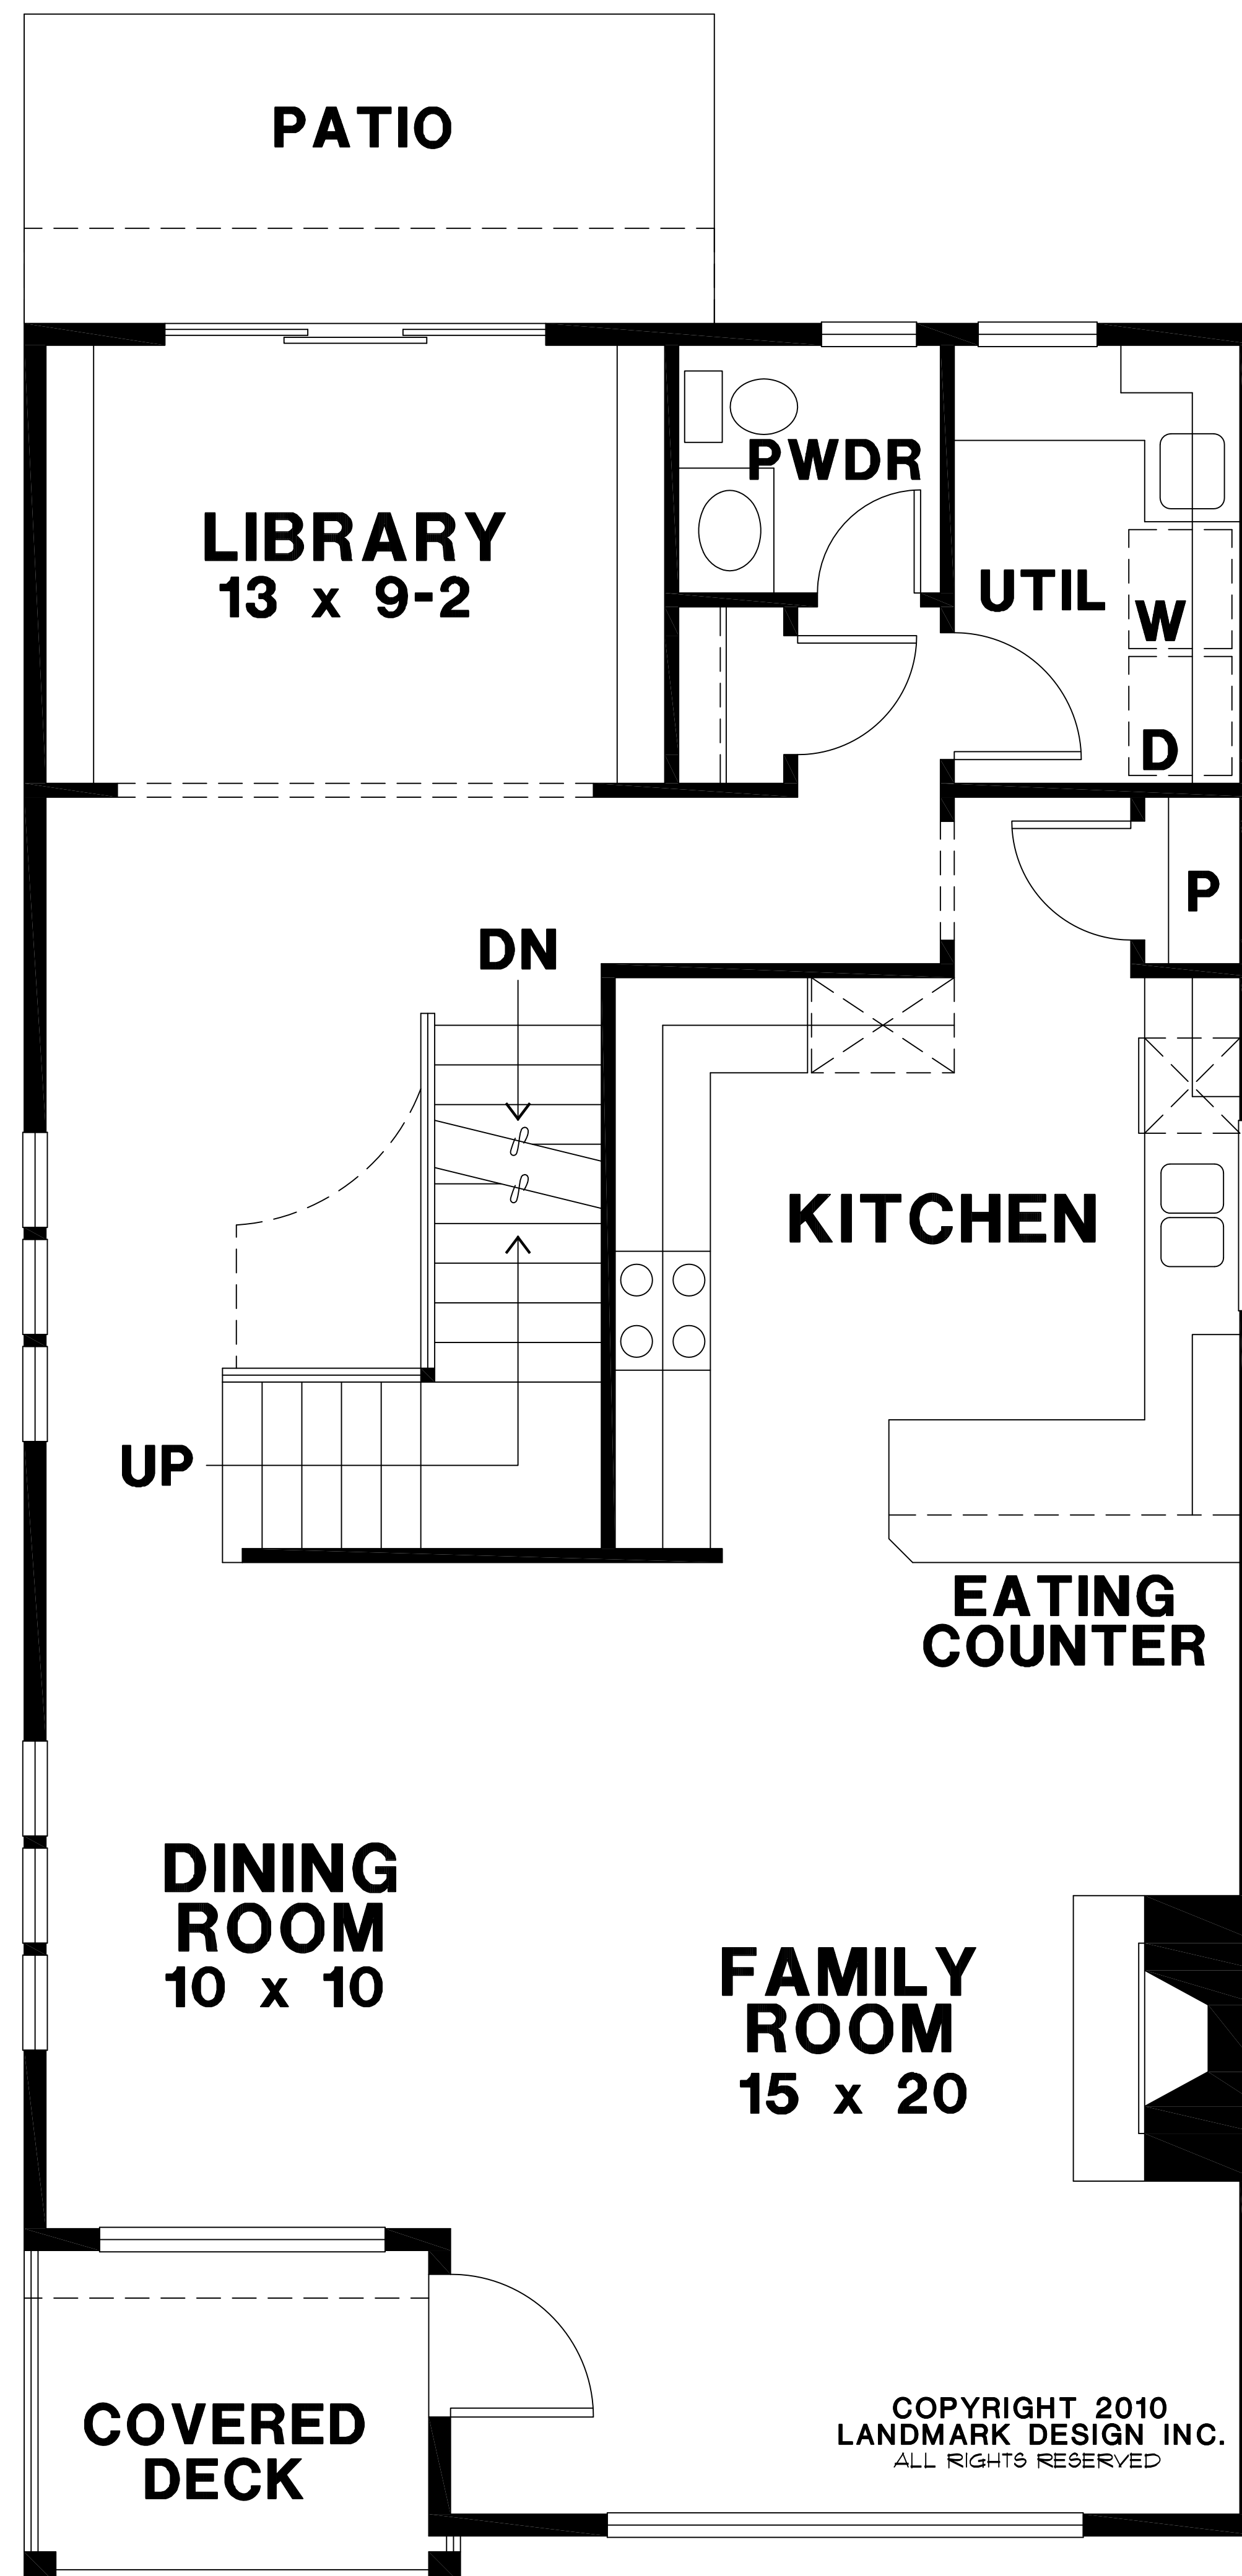 PATIO
PWDR
LIBRARY
13 x 9-2
UTIL
W
D
P
DN
KITCHEN
UP
EATING
COUNTER
DINING
ROOM
10 x 10
FAMILY
ROOM
15 x 20
COVERED
DECK
COPYRIGHT 2010
LANDMARK DESIGN INC.
ALL RIGHTS RESERVED